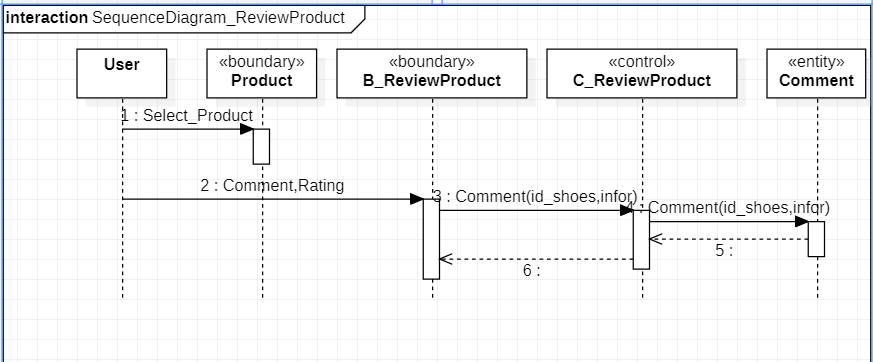 interaction SequenceDiagram_ReviewProduct
User
«boundary»
Product
«boundary»
B_ReviewProduct
«control»
C_ReviewProduct
«entity»
Comment
1 : Select_Product
2 : Comment,Rating
3 : Comment(id_shoes,infor)
4 : Comment(id_shoes,infor)
5 :
6 :